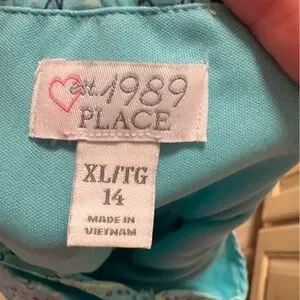 est. 1989
PLACE
XL/TG
14
MADE IN
VIETNAM